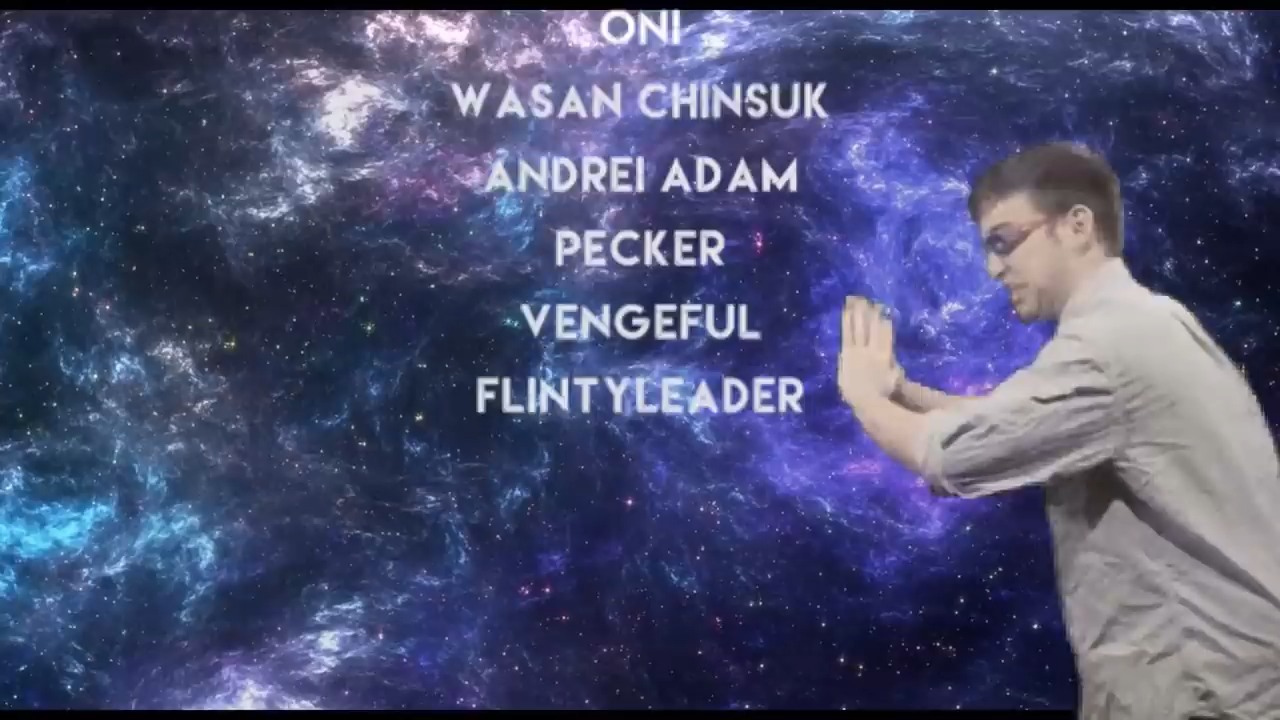 ONI
WASAN CHINSUK
ANDREI ADAM
PECKER
VENGEFUL
FLINTYLEADER